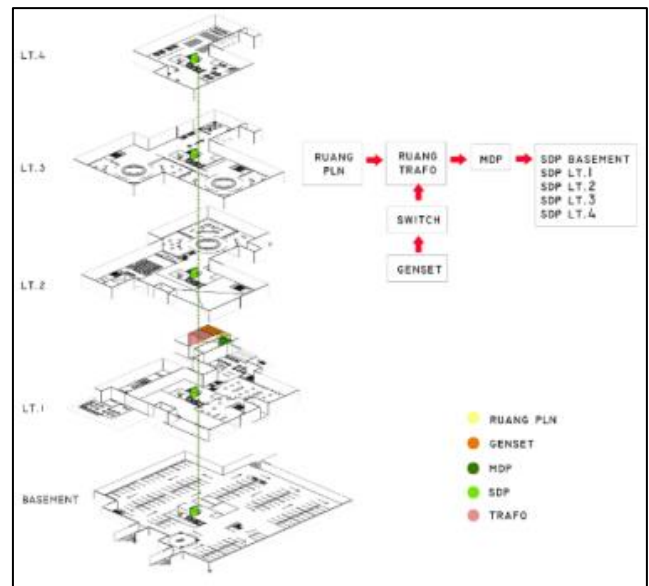 LT.4
LT.3
LT.2
LT.1
BASEMENT
RUANG
PLN
RUANG
TRAFO
MDP
SDP BASEMENT
SDP LT.1
SDP LT.2
SDP LT.3
SDP LT.4
SWITCH
GENSET
RUANG PLN
GENSET
MDP
SDP
TRAFO